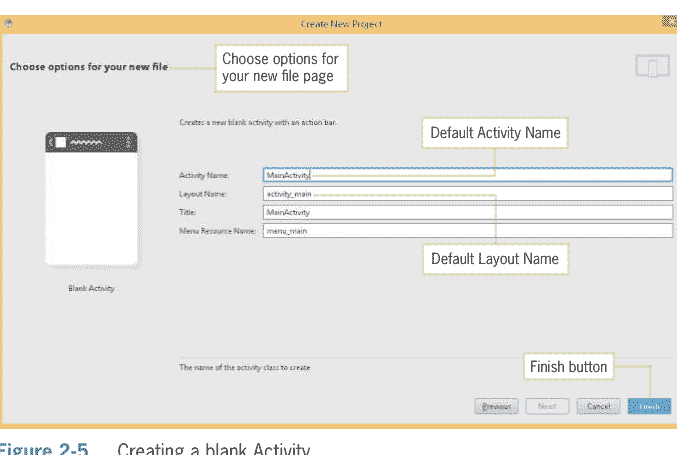 Create New Project
Choose options for your new file
Choose options for
your new file page
Creates a new blank activity with an action bar.
Default Activity Name
Activity Name: MainActivity
Layout Name: activity_main
Title: MainActivity
Menu Resource Name: menu_main
Default Layout Name
Blank Activity
The name of the activity class to create
Finish button
Previous Next Cancel Finish
Figure 2-5 Creating a blank Activity